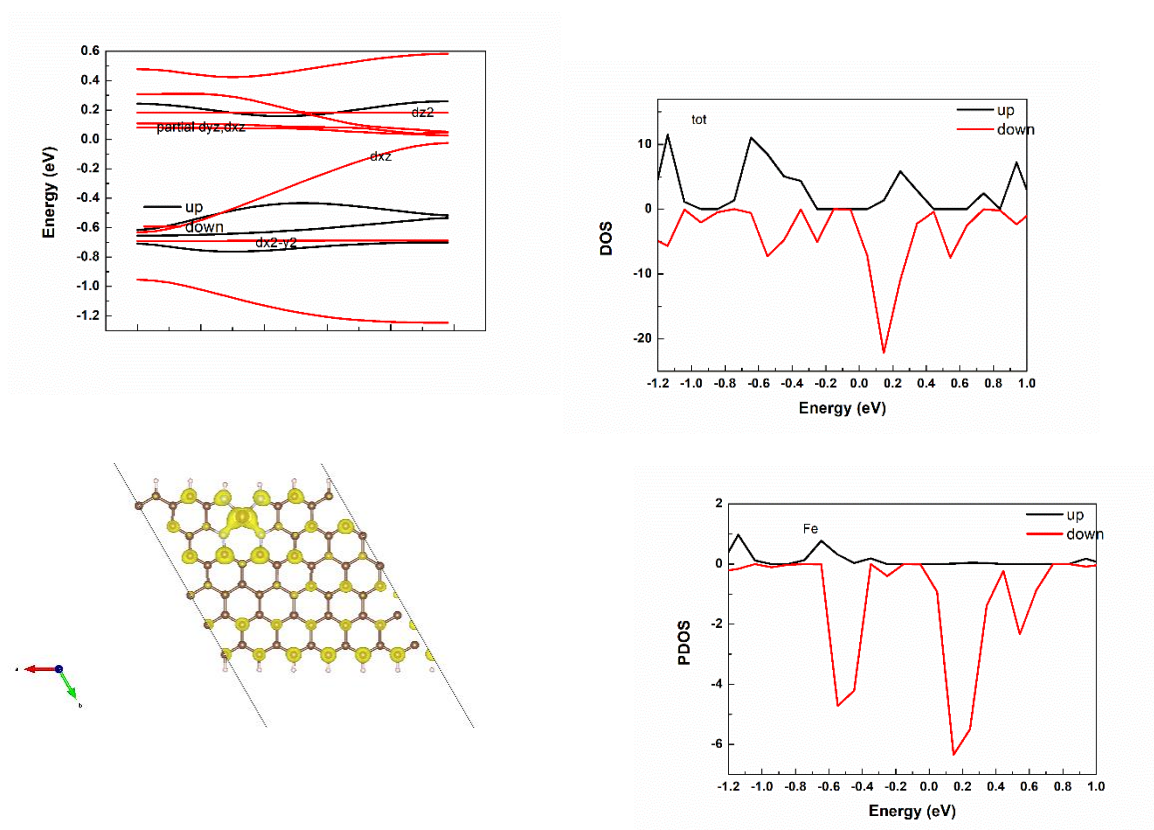 0.6
0.4
0.2
0.0
-0.2
-0.4
-0.6
-0.8
-1.0
-1.2
Energy (eV)
dz2
partial dyz,dxz
dxz
up
down
dx2-y2
10
0
-10
-20
DOS
tot
up
down
-1.2 -1.0 -0.8 -0.6 -0.4 -0.2 0.0 0.2 0.4 0.6 0.8 1.0
Energy (eV)
a
b
2
0
-2
-4
-6
PDOS
Fe
up
down
-1.2 -1.0 -0.8 -0.6 -0.4 -0.2 0.0 0.2 0.4 0.6 0.8 1.0
Energy (eV)